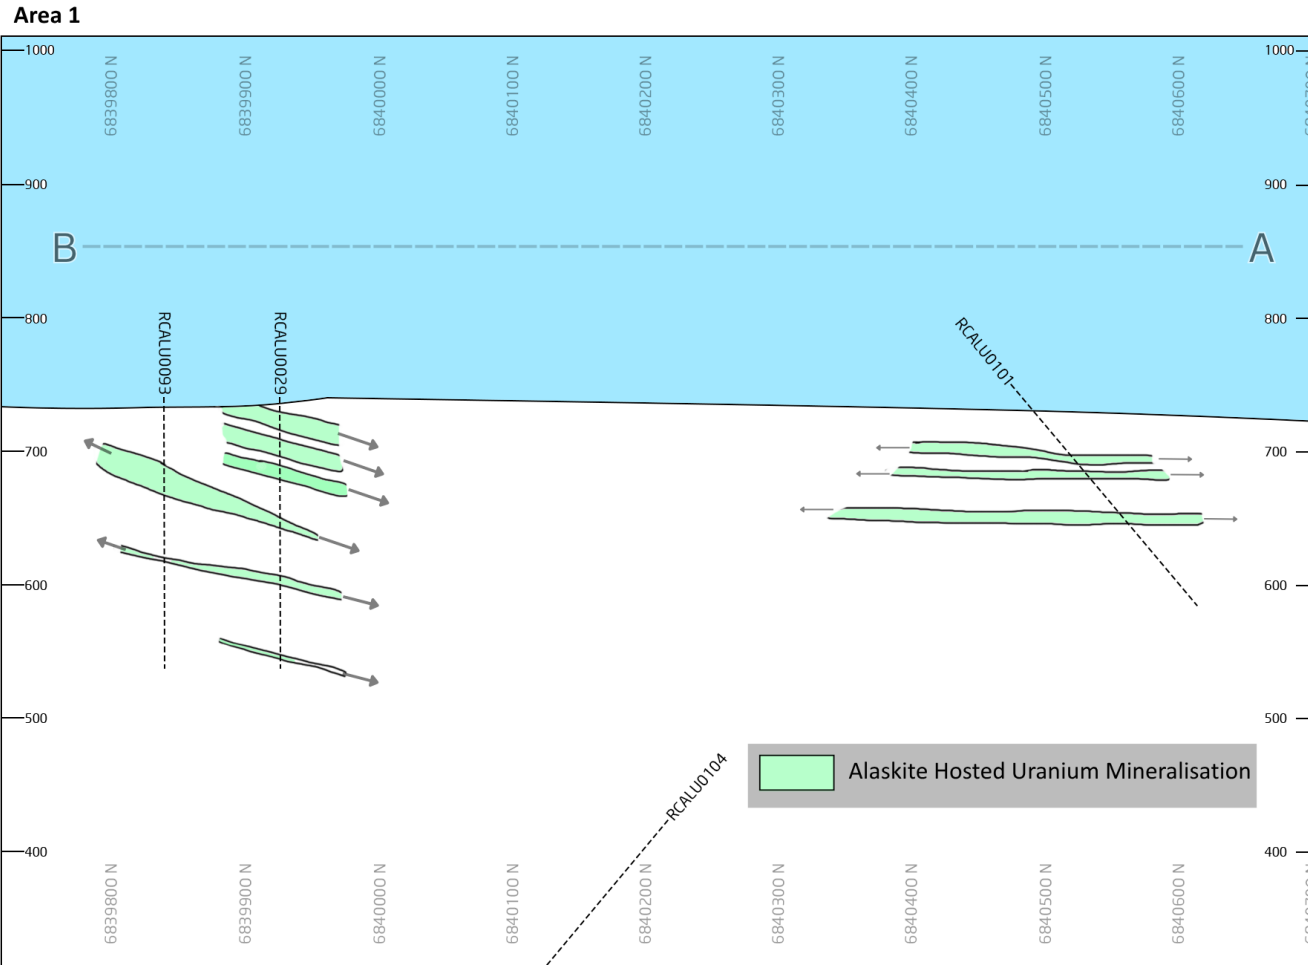 Area 1
1000
6839800 N
6839900 N
6840000 N
6840100 N
6840200 N
6840300 N
6840400 N
6840500 N
6840600 N
1000
900
900
B
A
800
800
RCALU0093
RCALU0029
RCALU0101
700
700
600
600
500
500
RCALU0104
Alaskite Hosted Uranium Mineralisation
400
400
6839800 N
6839900 N
6840000 N
6840100 N
6840200 N
6840300 N
6840400 N
6840500 N
6840600 N